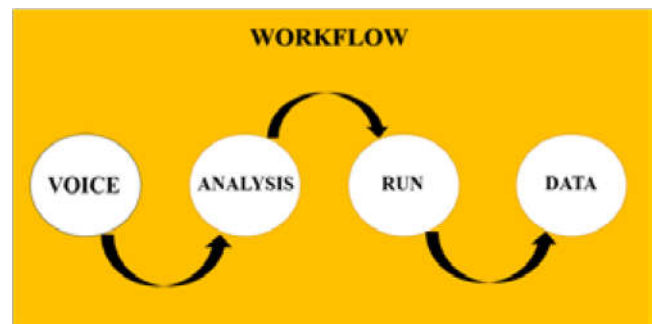 WORKFLOW
VOICE
ANALYSIS
RUN
DATA